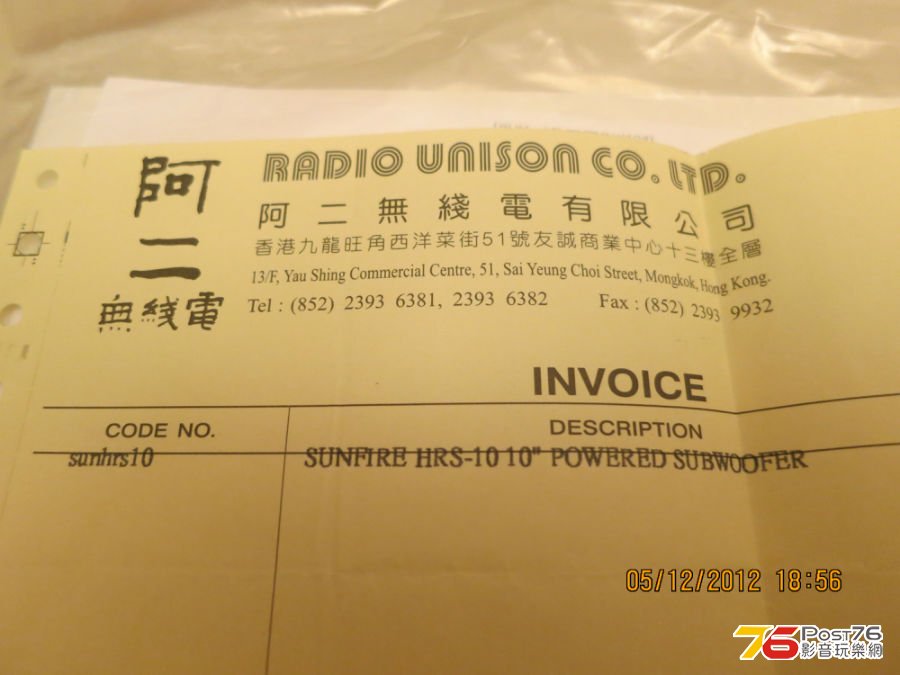 阿二無綫電
RADIO UNISON CO. LTD.
阿二無綫電有限公司
香港九龍旺角西洋菜街51號友誠商業中心十三樓全層
13/F, Yau Shing Commercial Centre, 51, Sai Yeung Choi Street, Mongkok, Hong Kong.
Tel : (852) 2393 6381, 2393 6382 Fax : (852) 2393 9932
INVOICE
CODE NO. DESCRIPTION
sunhrs10 SUNFIRE HRS-10 10" POWERED SUBWOOFER
05/12/2012 18:56
76 Post76
影音玩樂網